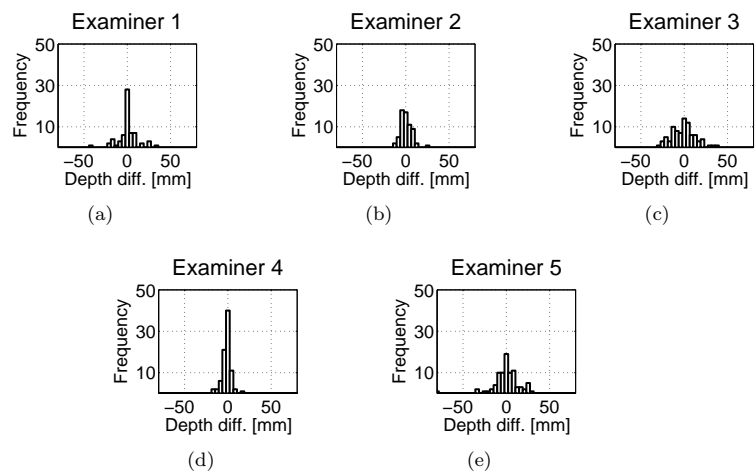 Examiner 1
50
30
10
Frequency
−50 0 50
Depth diff. [mm]
(a)
Examiner 2
50
30
10
Frequency
−50 0 50
Depth diff. [mm]
(b)
Examiner 3
50
30
10
Frequency
−50 0 50
Depth diff. [mm]
(c)
Examiner 4
50
30
10
Frequency
−50 0 50
Depth diff. [mm]
(d)
Examiner 5
50
30
10
Frequency
−50 0 50
Depth diff. [mm]
(e)